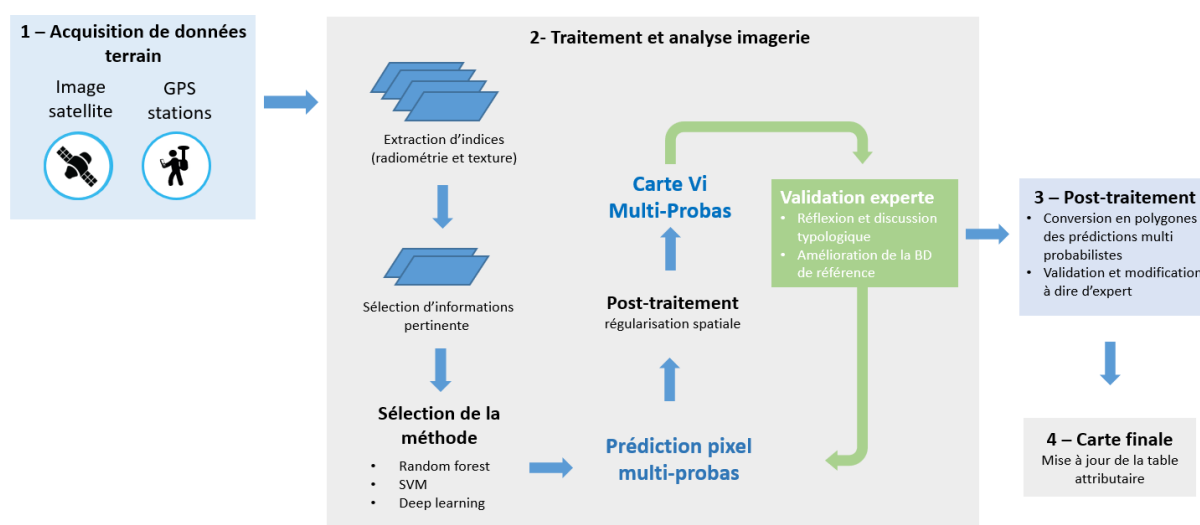 1 – Acquisition de données
terrain
Image
satellite
GPS
stations
2- Traitement et analyse imagerie
Extraction d’indices
(radiométrie et texture)
Sélection d’informations
pertinente
Sélection de la
méthode
• Random forest
• SVM
• Deep learning
Prédiction pixel
multi-probas
Post-traitement
régularisation spatiale
Carte Vi
Multi-Probas
Validation experte
• Réflexion et discussion
typologique
• Amélioration de la BD
de référence
3 – Post-traitement
• Conversion en polygones
des prédictions multi
probabilistes
• Validation et modification
à dire d’expert
4 – Carte finale
Mise à jour de la table
attributaire